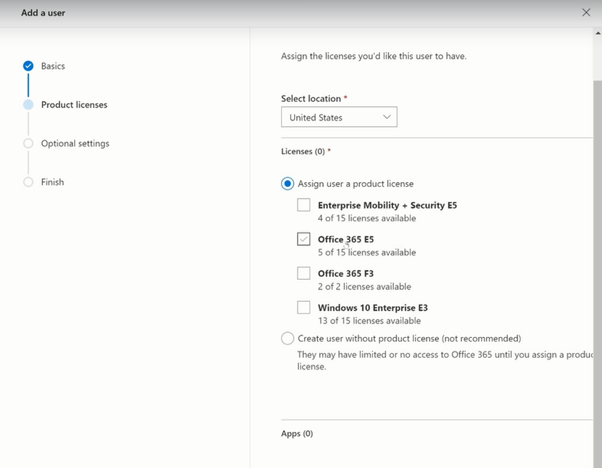 Add a user
Basics
Product licenses
Optional settings
Finish
Assign the licenses you'd like this user to have.
Select location *
United States
Licenses (0) *
Assign user a product license
Enterprise Mobility + Security E5
4 of 15 licenses available
Office 365 E5
5 of 15 licenses available
Office 365 F3
2 of 2 licenses available
Windows 10 Enterprise E3
13 of 15 licenses available
Create user without product license (not recommended)
They may have limited or no access to Office 365 until you assign a produc
license.
Apps (0)